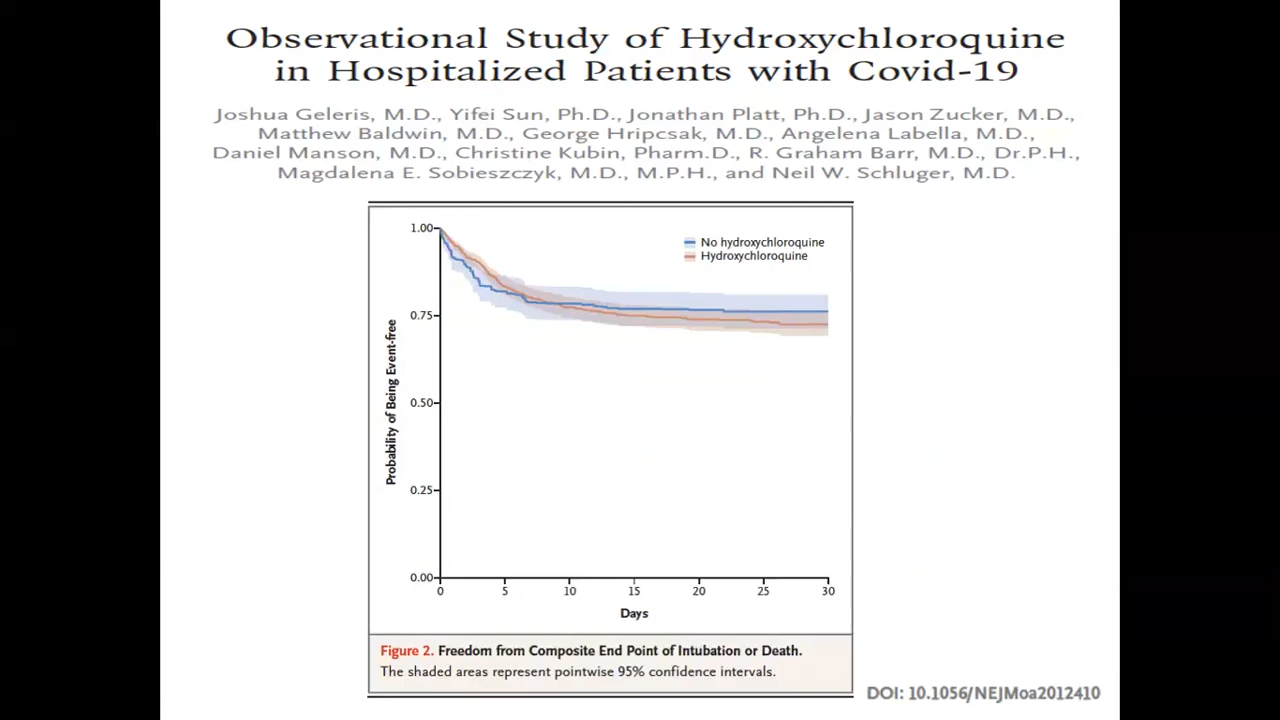 Observational Study of Hydroxychloroquine
in Hospitalized Patients with Covid-19
Joshua Geleris, M.D., Yifei Sun, Ph.D., Jonathan Platt, Ph.D., Jason Zucker, M.D.,
Matthew Baldwin, M.D., George Hripcsak, M.D., Angelena Labella, M.D.,
Daniel Manson, M.D., Christine Kubin, Pharm.D., R. Graham Barr, M.D., Dr.P.H.,
Magdalena E. Sobieszczyk, M.D., M.P.H., and Neil W. Schluger, M.D.
1.00
0.75
0.50
0.25
0.00
Probability of Being Event-free
No hydroxychloroquine
Hydroxychloroquine
0 5 10 15 20 25 30
Days
Figure 2. Freedom from Composite End Point of Intubation or Death.
The shaded areas represent pointwise 95% confidence intervals.
DOI: 10.1056/NEJMoa2012410